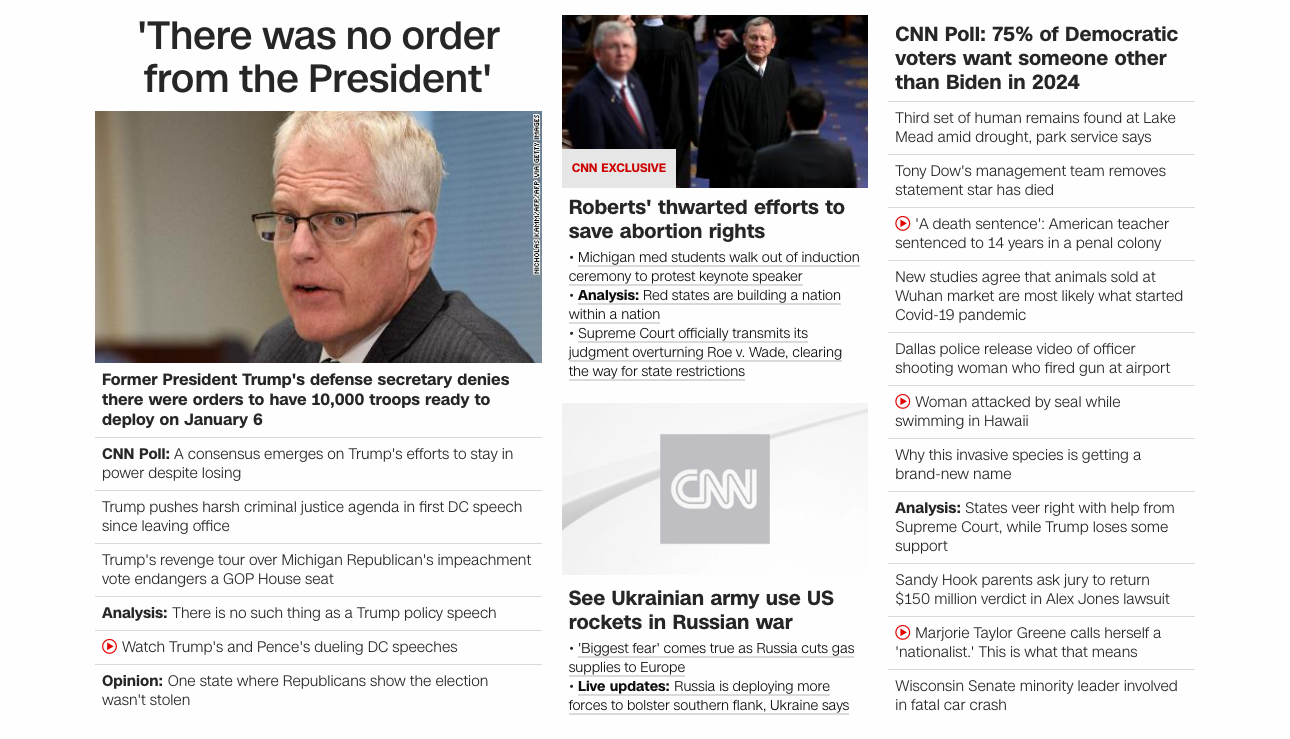 'There was no order
from the President'
NICHOLAS KAMM/AFP/AFP VIA GETTY IMAGES
Former President Trump's defense secretary denies
there were orders to have 10,000 troops ready to
deploy on January 6
CNN Poll: A consensus emerges on Trump's efforts to stay in
power despite losing
Trump pushes harsh criminal justice agenda in first DC speech
since leaving office
Trump's revenge tour over Michigan Republican's impeachment
vote endangers a GOP House seat
Analysis: There is no such thing as a Trump policy speech
Watch Trump's and Pence's dueling DC speeches
Opinion: One state where Republicans show the election
wasn't stolen
CNN EXCLUSIVE
Roberts' thwarted efforts to
save abortion rights
• Michigan med students walk out of induction
ceremony to protest keynote speaker
• Analysis: Red states are building a nation
within a nation
• Supreme Court officially transmits its
judgment overturning Roe v. Wade, clearing
the way for state restrictions
CNN
See Ukrainian army use US
rockets in Russian war
• 'Biggest fear' comes true as Russia cuts gas
supplies to Europe
• Live updates: Russia is deploying more
forces to bolster southern flank, Ukraine says
CNN Poll: 75% of Democratic
voters want someone other
than Biden in 2024
Third set of human remains found at Lake
Mead amid drought, park service says
Tony Dow's management team removes
statement star has died
'A death sentence': American teacher
sentenced to 14 years in a penal colony
New studies agree that animals sold at
Wuhan market are most likely what started
Covid-19 pandemic
Dallas police release video of officer
shooting woman who fired gun at airport
Woman attacked by seal while
swimming in Hawaii
Why this invasive species is getting a
brand-new name
Analysis: States veer right with help from
Supreme Court, while Trump loses some
support
Sandy Hook parents ask jury to return
$150 million verdict in Alex Jones lawsuit
Marjorie Taylor Greene calls herself a
'nationalist.' This is what that means
Wisconsin Senate minority leader involved
in fatal car crash